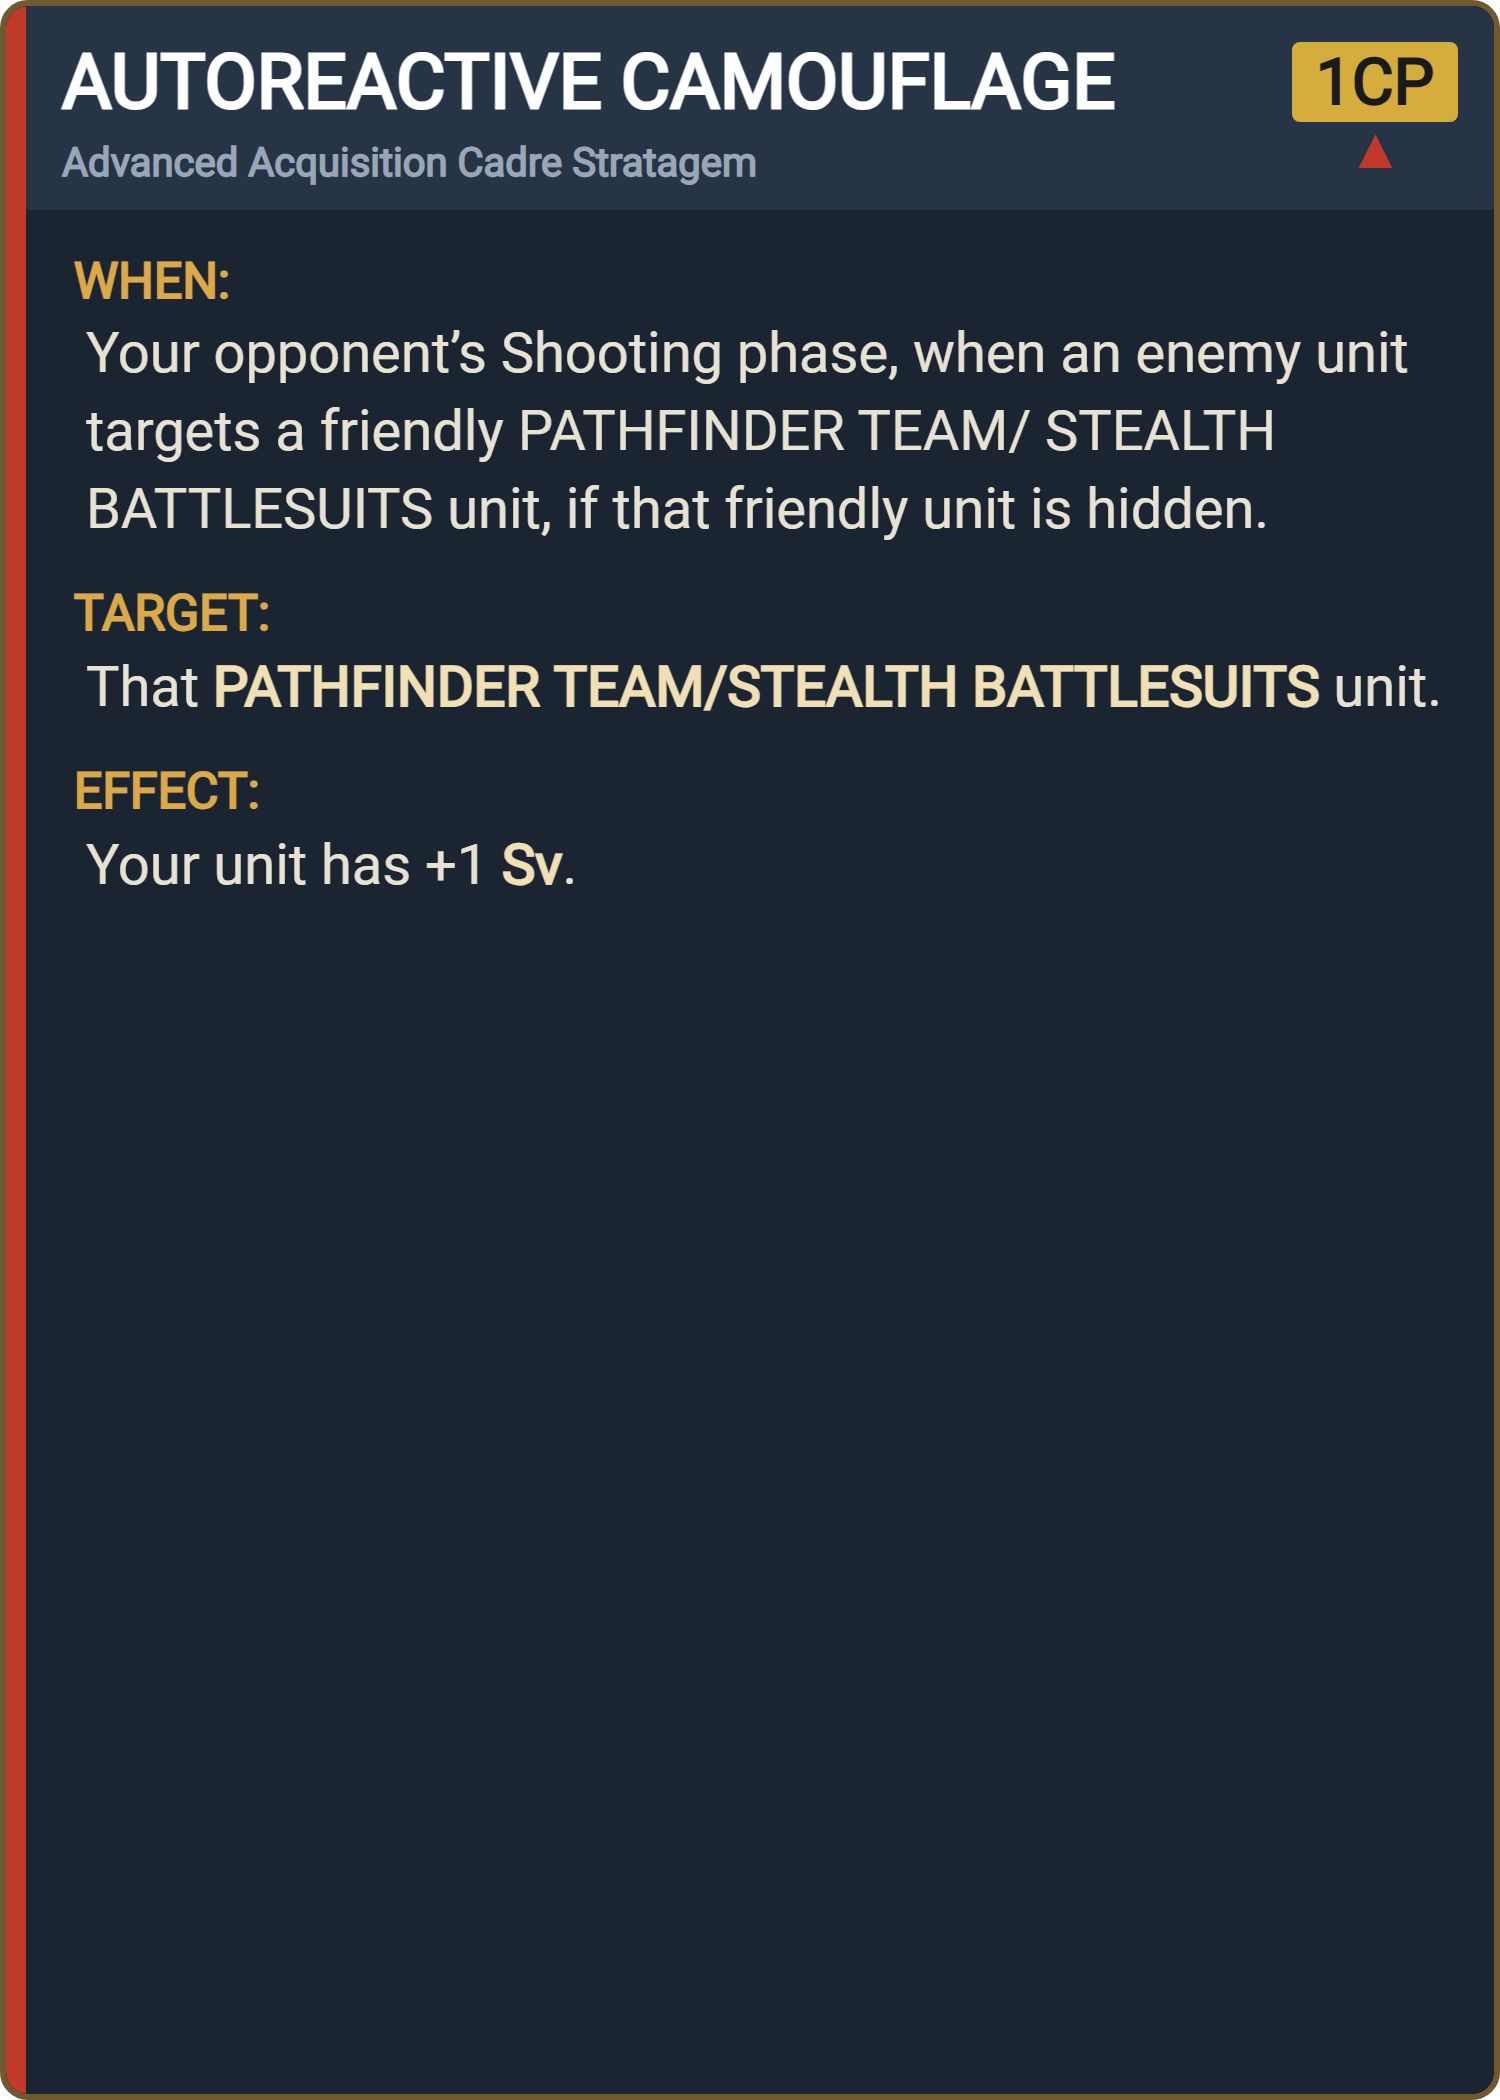 AUTOREACTIVE CAMOUFLAGE
1CP
Advanced Acquisition Cadre Stratagem
WHEN:
Your opponent’s Shooting phase, when an enemy unit
targets a friendly PATHFINDER TEAM/ STEALTH
BATTLESUITS unit, if that friendly unit is hidden.
TARGET:
That PATHFINDER TEAM/STEALTH BATTLESUITS unit.
EFFECT:
Your unit has +1 Sv.